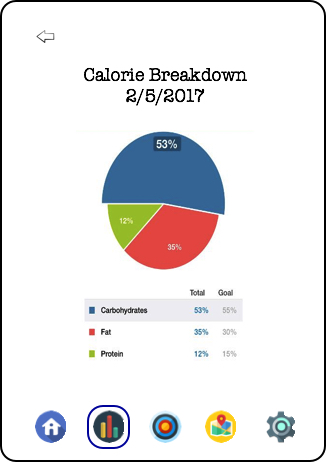 Calorie Breakdown
2/5/2017
53%
12%
35%
Total Goal
Carbohydrates 53% 55%
Fat 35% 30%
Protein 12% 15%